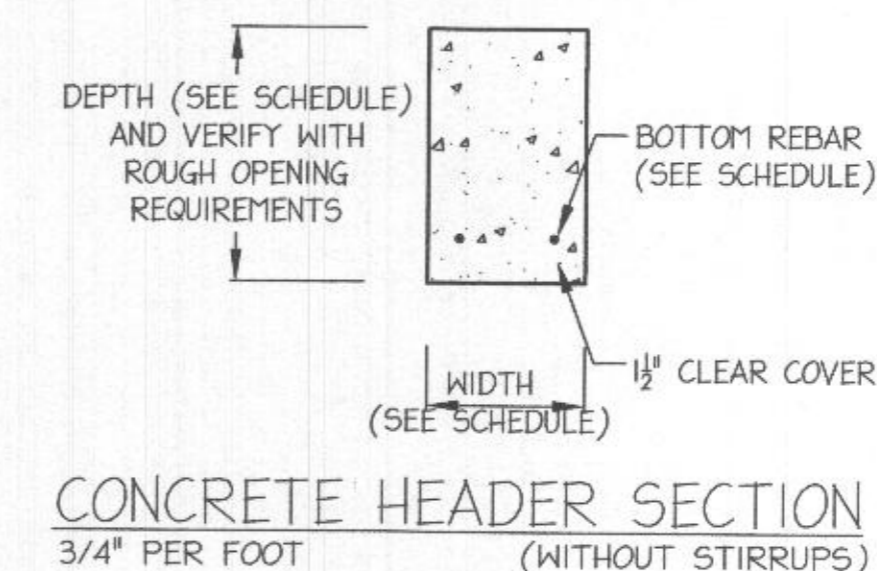 DEPTH (SEE SCHEDULE)
AND VERIFY WITH
ROUGH OPENING
REQUIREMENTS
BOTTOM REBAR
(SEE SCHEDULE)
1½" CLEAR COVER
WIDTH
(SEE SCHEDULE)
CONCRETE HEADER SECTION
3/4" PER FOOT (WITHOUT STIRRUPS)